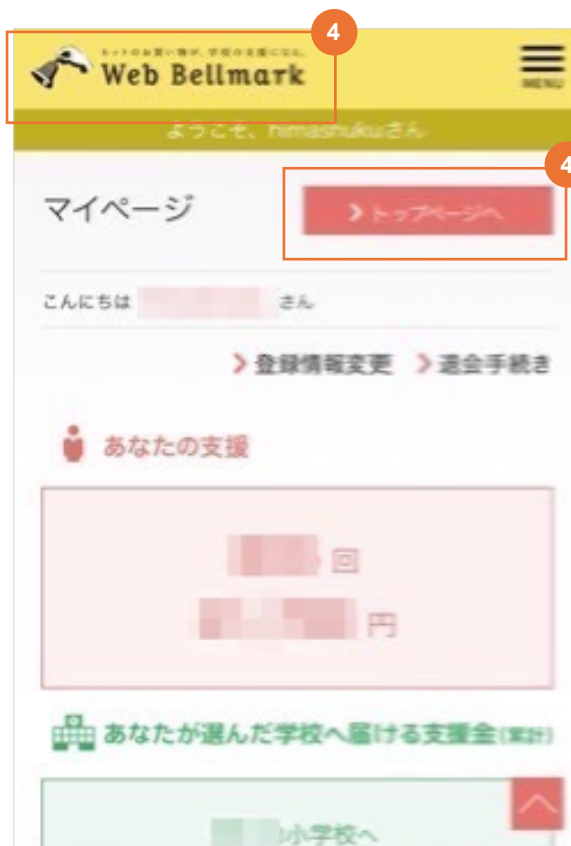 4
ネットのお買い物が、学校の支援になる。
Web Bellmark
MENU
ようこそ、himashukuさん
4
マイページ
トップページへ
こんにちは さん
登録情報変更 退会手続き
あなたの支援
回
円
あなたが選んだ学校へ届ける支援金(累計)
小学校へ